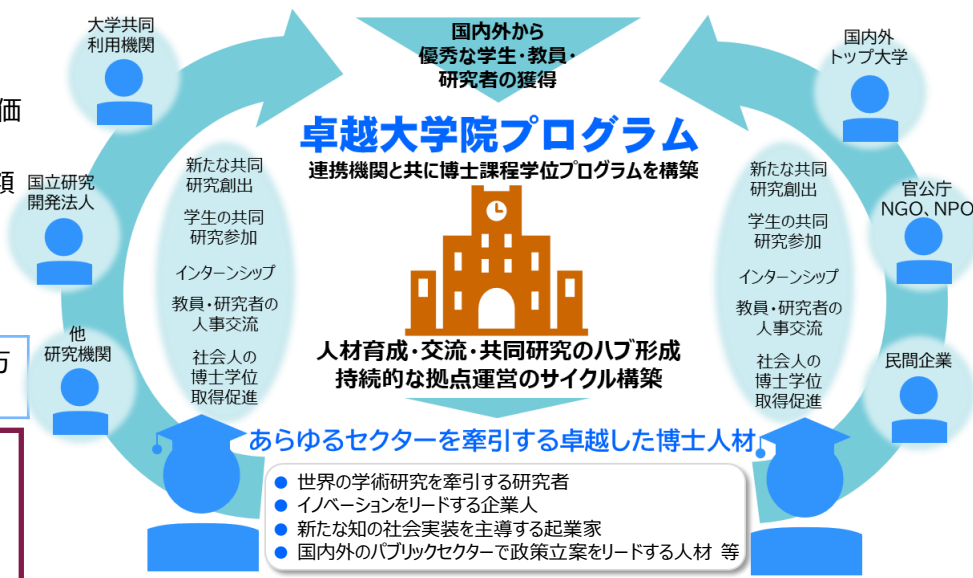 大学共同
利用機関
国立研究
開発法人
他
研究機関
価
額
万
国内外から
優秀な学生・教員・
研究者の獲得
卓越大学院プログラム
連携機関と共に博士課程学位プログラムを構築
新たな共同
研究創出
学生の共同
研究参加
インターンシップ
教員・研究者の
人事交流
社会人の
博士学位
取得促進
人材育成・交流・共同研究のハブ形成
持続的な拠点運営のサイクル構築
新たな共同
研究創出
学生の共同
研究参加
インターンシップ
教員・研究者の
人事交流
社会人の
博士学位
取得促進
国内外
トップ大学
官公庁
NGO、NPO
民間企業
あらゆるセクターを牽引する卓越した博士人材
● 世界の学術研究を牽引する研究者
● イノベーションをリードする企業人
● 新たな知の社会実装を主導する起業家
● 国内外のパブリックセクターで政策立案をリードする人材 等